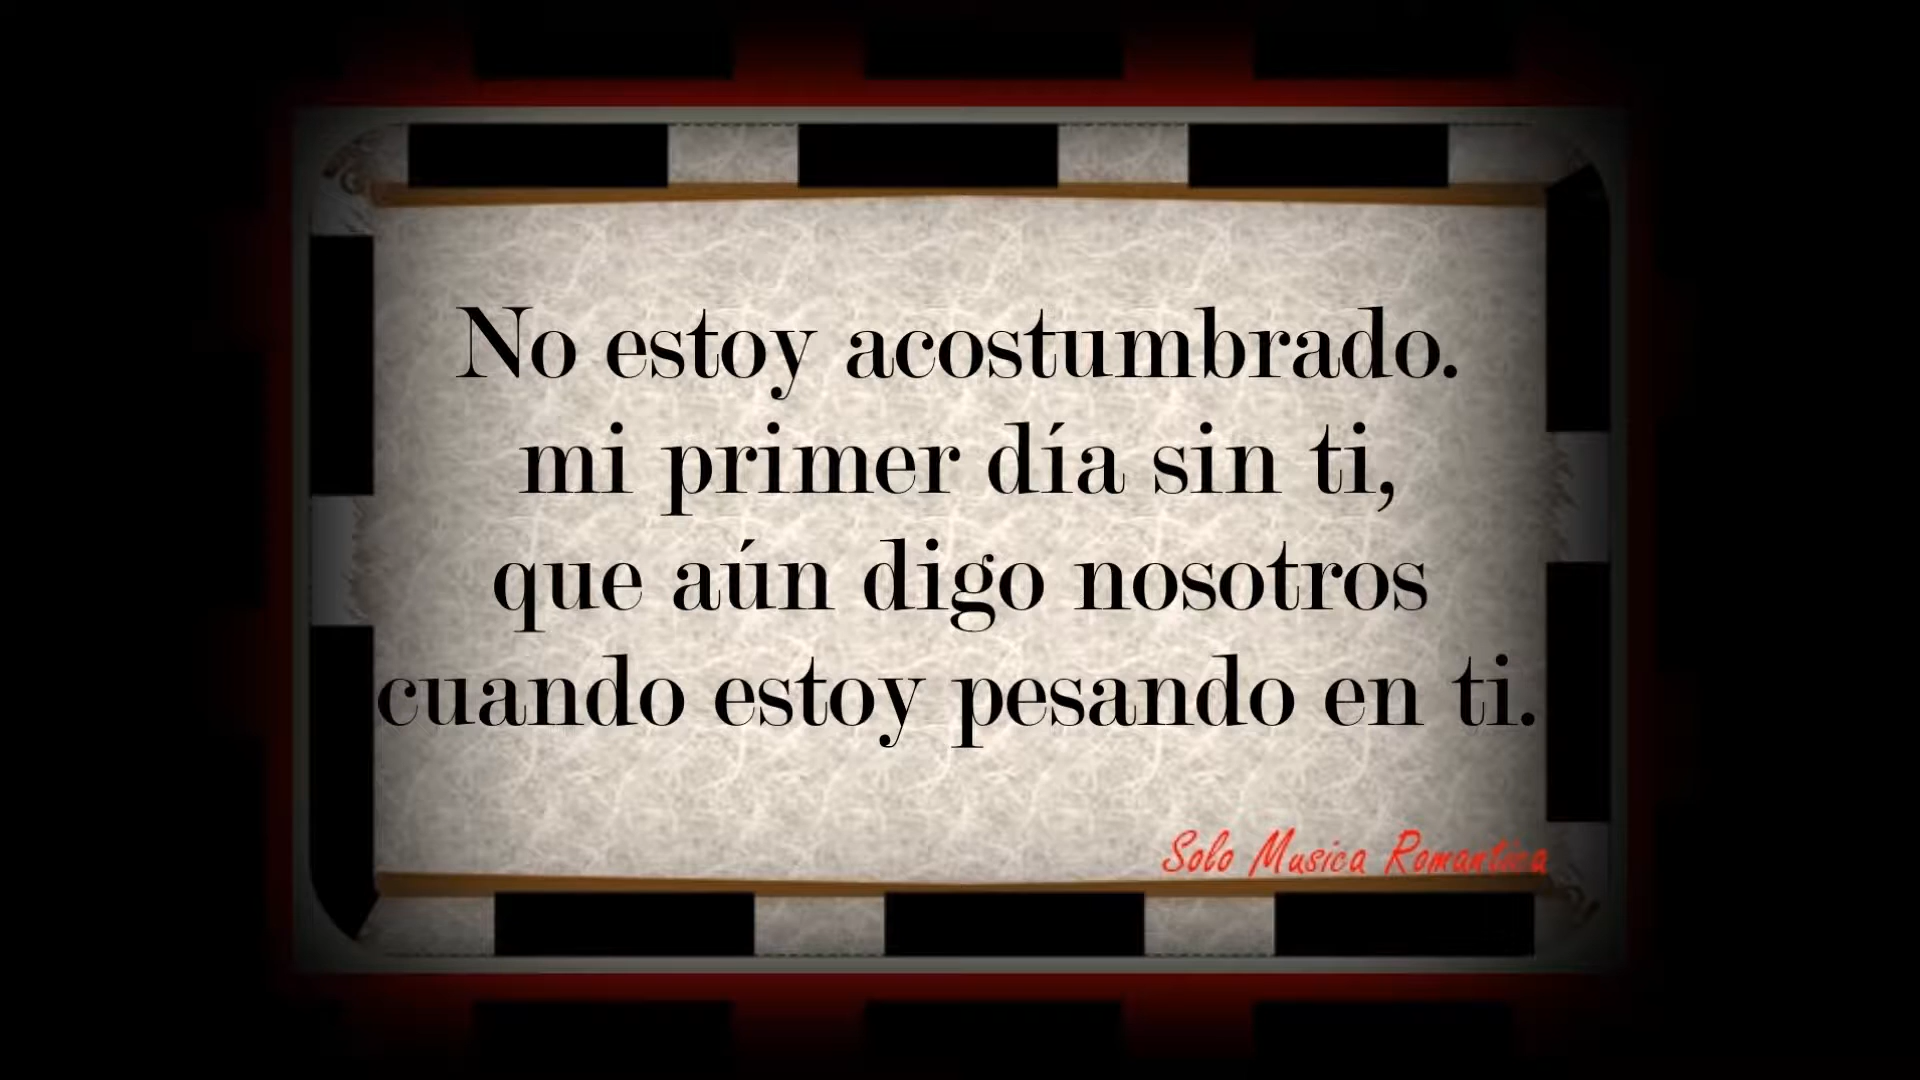 No estoy acostumbrado.
mi primer día sin ti,
que aún digo nosotros
cuando estoy pesando en ti.
Solo Musica Romantica